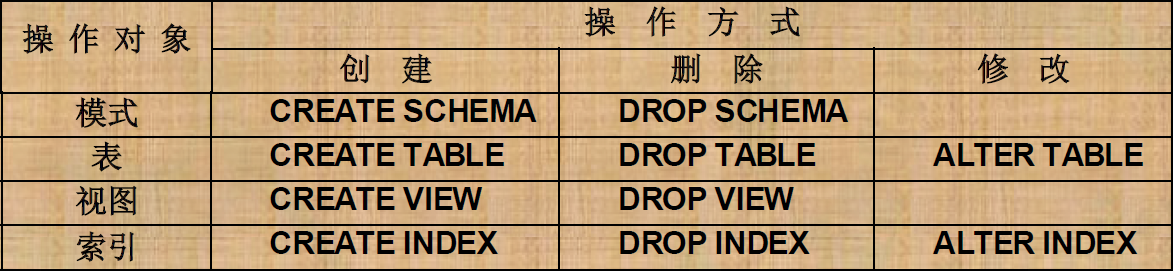 操作对象
操作方式
创建 删除 修改
模式 CREATE SCHEMA DROP SCHEMA
表 CREATE TABLE DROP TABLE ALTER TABLE
视图 CREATE VIEW DROP VIEW
索引 CREATE INDEX DROP INDEX ALTER INDEX